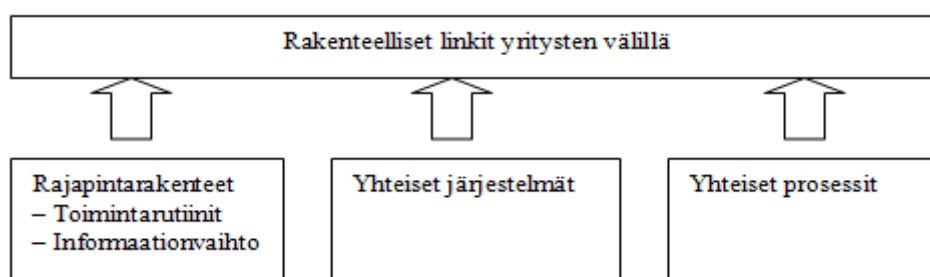 Rakenteelliset linkit yritysten välillä
Rajapintarakenteet
– Toimintarutiinit
– Informaationvaihto
Yhteiset järjestelmät
Yhteiset prosessit